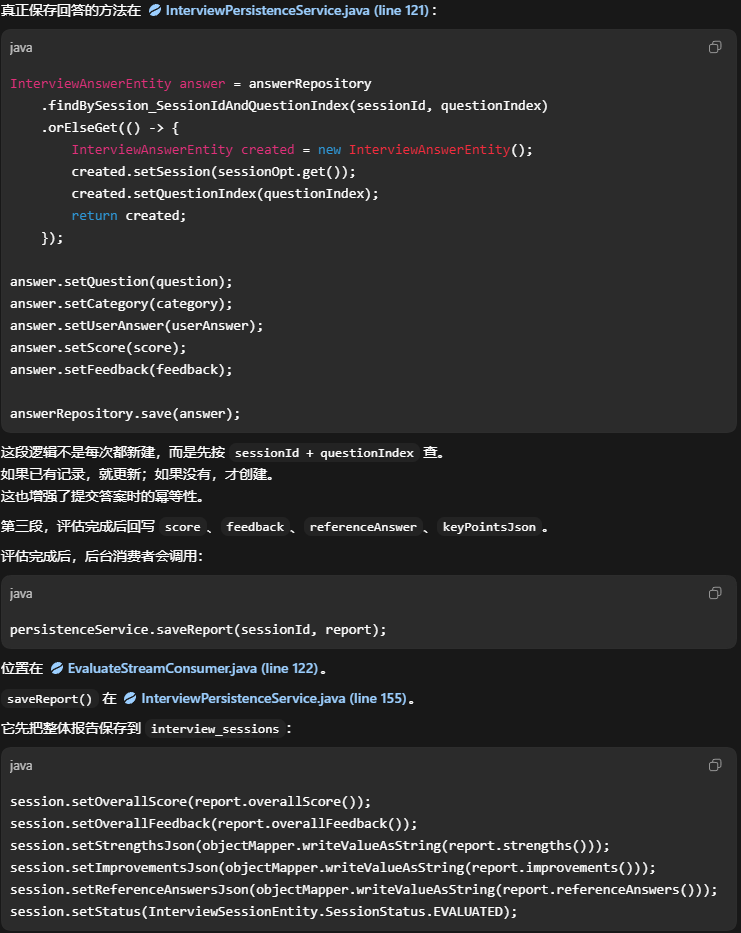 真正保存回答的方法在 InterviewPersistenceService.java (line 121)：
java
InterviewAnswerEntity answer = answerRepository
    .findBySession_SessionIdAndQuestionIndex(sessionId, questionIndex)
    .orElseGet(() -> {
        InterviewAnswerEntity created = new InterviewAnswerEntity();
        created.setSession(sessionOpt.get());
        created.setQuestionIndex(questionIndex);
        return created;
    });
answer.setQuestion(question);
answer.setCategory(category);
answer.setUserAnswer(userAnswer);
answer.setScore(score);
answer.setFeedback(feedback);
answerRepository.save(answer);
这段逻辑不是每次都新建，而是先按 sessionId + questionIndex 查。
如果已有记录，就更新；如果没有，才创建。
这也增强了提交答案时的幂等性。
第三段，评估完成后回写 score、feedback、referenceAnswer、keyPointsJson。
评估完成后，后台消费者会调用：
java
persistenceService.saveReport(sessionId, report);
位置在 EvaluateStreamConsumer.java (line 122)。
saveReport() 在 InterviewPersistenceService.java (line 155)。
它先把整体报告保存到 interview_sessions：
java
session.setOverallScore(report.overallScore());
session.setOverallFeedback(report.overallFeedback());
session.setStrengthsJson(objectMapper.writeValueAsString(report.strengths()));
session.setImprovementsJson(objectMapper.writeValueAsString(report.improvements()));
session.setReferenceAnswersJson(objectMapper.writeValueAsString(report.referenceAnswers()));
session.setStatus(InterviewSessionEntity.SessionStatus.EVALUATED);